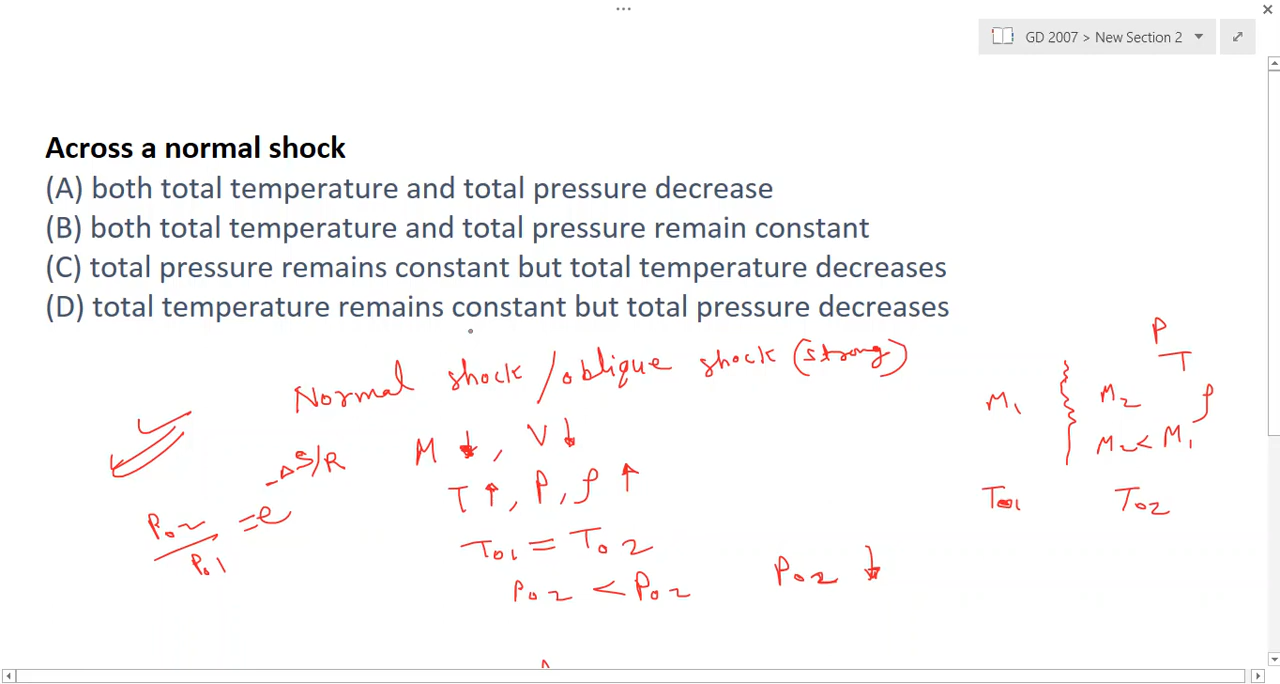 GD 2007 > New Section 2
Across a normal shock
(A) both total temperature and total pressure decrease
(B) both total temperature and total pressure remain constant
(C) total pressure remains constant but total temperature decreases
(D) total temperature remains constant but total pressure decreases
P
T
Normal shock / oblique shock (strong)
M1 M2 ρ
M ↓, V ↓
M2 < M1
-ΔS/R
T ↑, P, ρ ↑
T01 T02
P02 = e
P01
T01 = T02
P02 < P02 P02 ↓